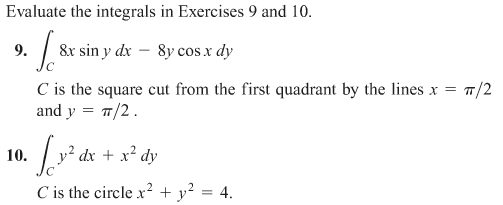 Evaluate the integrals in Exercises 9 and 10.
9. ∫_C 8x sin y dx − 8y cos x dy
C is the square cut from the first quadrant by the lines x = π/2
and y = π/2.
10. ∫_C y² dx + x² dy
C is the circle x² + y² = 4.